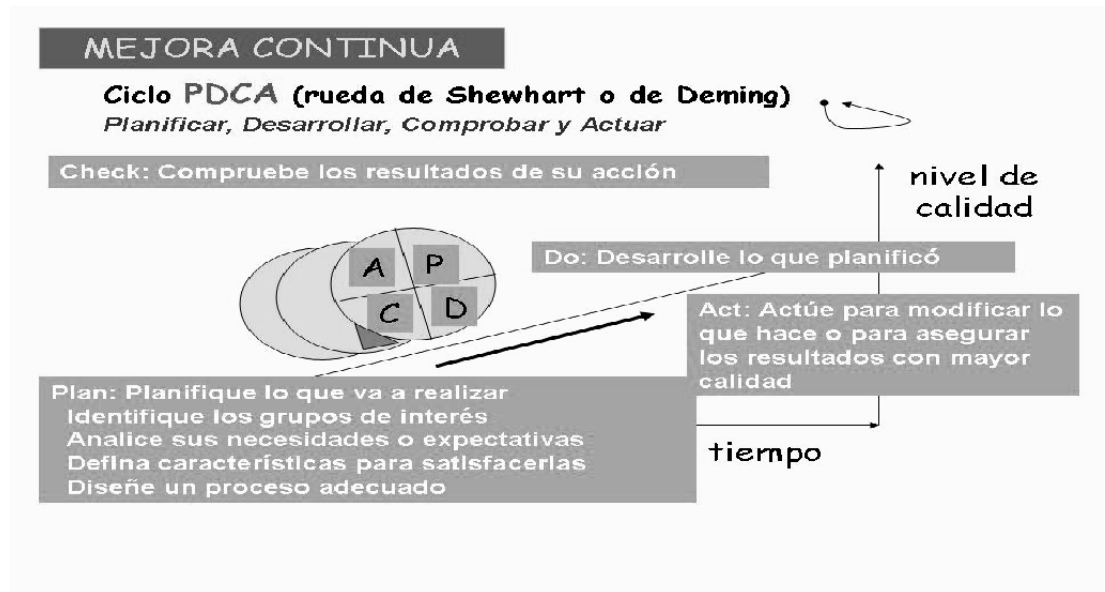 MEJORA CONTINUA
Ciclo PDCA (rueda de Shewhart o de Deming)
Planificar, Desarrollar, Comprobar y Actuar
Check: Compruebe los resultados de su acción
nivel de
calidad
A P
C D
Do: Desarrolle lo que planificó
Act: Actúe para modificar lo
que hace o para asegurar
los resultados con mayor
calidad
Plan: Planifique lo que va a realizar
Identifique los grupos de interés
Analice sus necesidades o expectativas
Defina características para satisfacerlas
Diseñe un proceso adecuado
tiempo